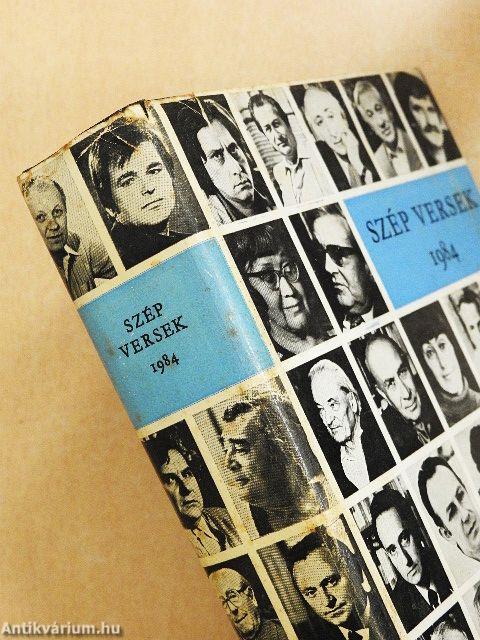 SZÉP VERSEK
1984
SZÉP
VERSEK
1984
Antikvárium.hu